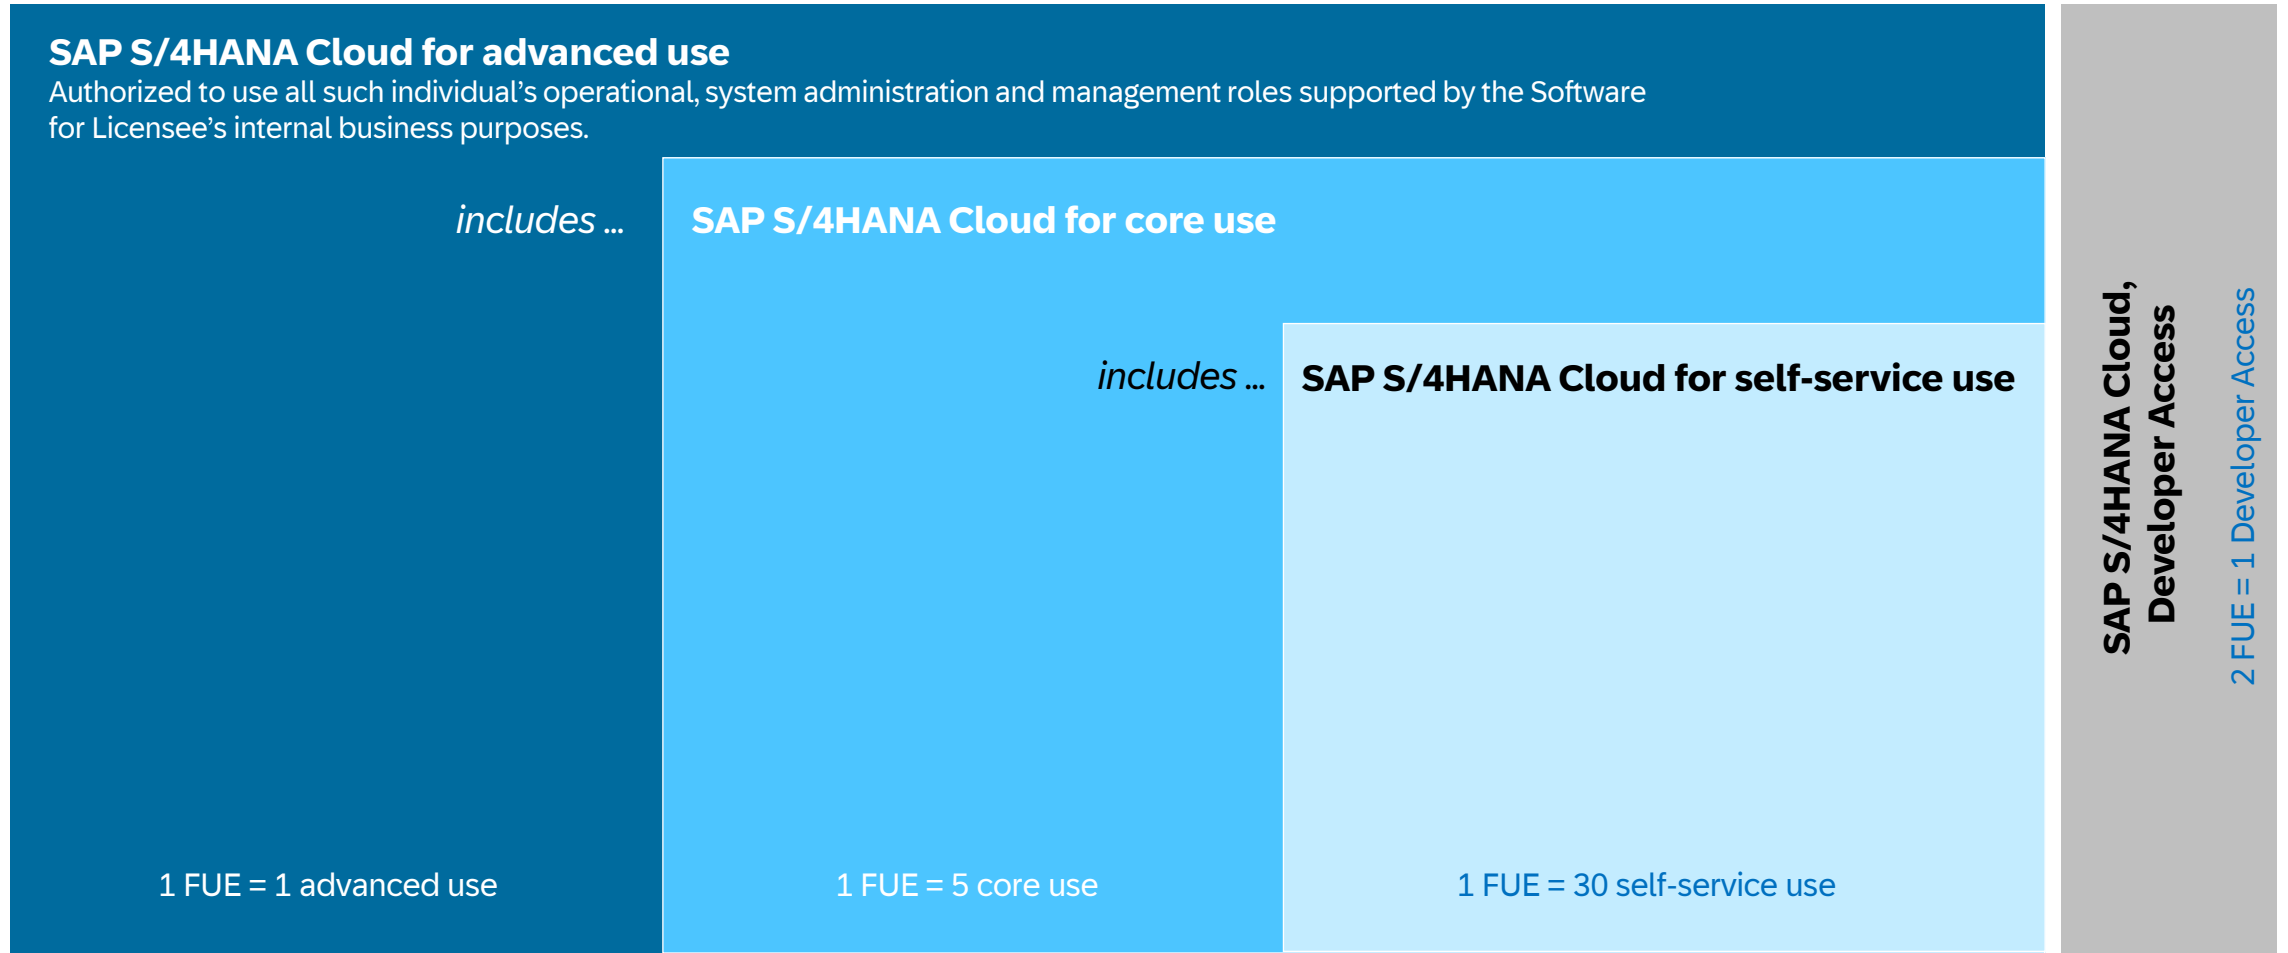 SAP S/4HANA Cloud for advanced use
Authorized to use all such individual’s operational, system administration and management roles supported by the Software
for Licensee’s internal business purposes.
includes ...
SAP S/4HANA Cloud for core use
includes ...
SAP S/4HANA Cloud for self-service use
1 FUE = 1 advanced use
1 FUE = 5 core use
1 FUE = 30 self-service use
SAP S/4HANA Cloud,
Developer Access
2 FUE = 1 Developer Access